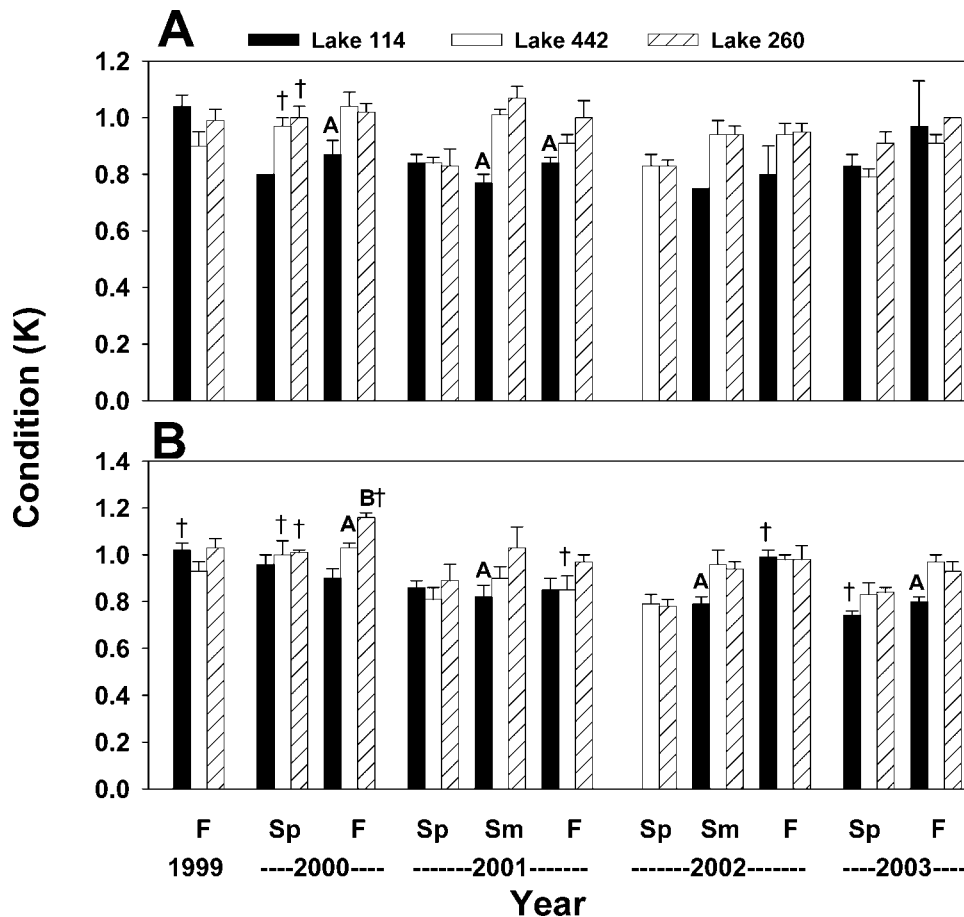 A
Lake 114 Lake 442 Lake 260
1.2
1.0
0.8
0.6
0.4
0.2
0.0
† †
A
A
A
B
1.4
1.2
1.0
0.8
0.6
0.4
0.2
0.0
† † † A B†
A †
A †
† A
Condition (K)
F Sp F Sp Sm F Sp Sm F Sp F
1999 ----2000---- -------2001------- -------2002------- ----2003----
Year